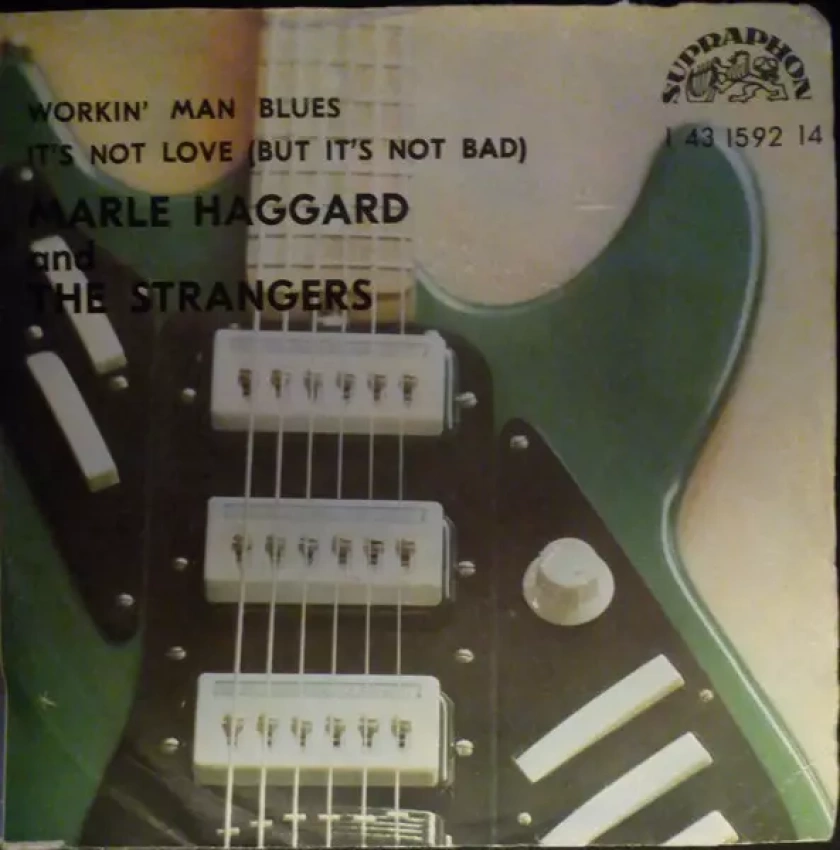 SUPRAPHON
1 43 1592 14
WORKIN' MAN BLUES
IT'S NOT LOVE (BUT IT'S NOT BAD)
MARLE HAGGARD
and
THE STRANGERS